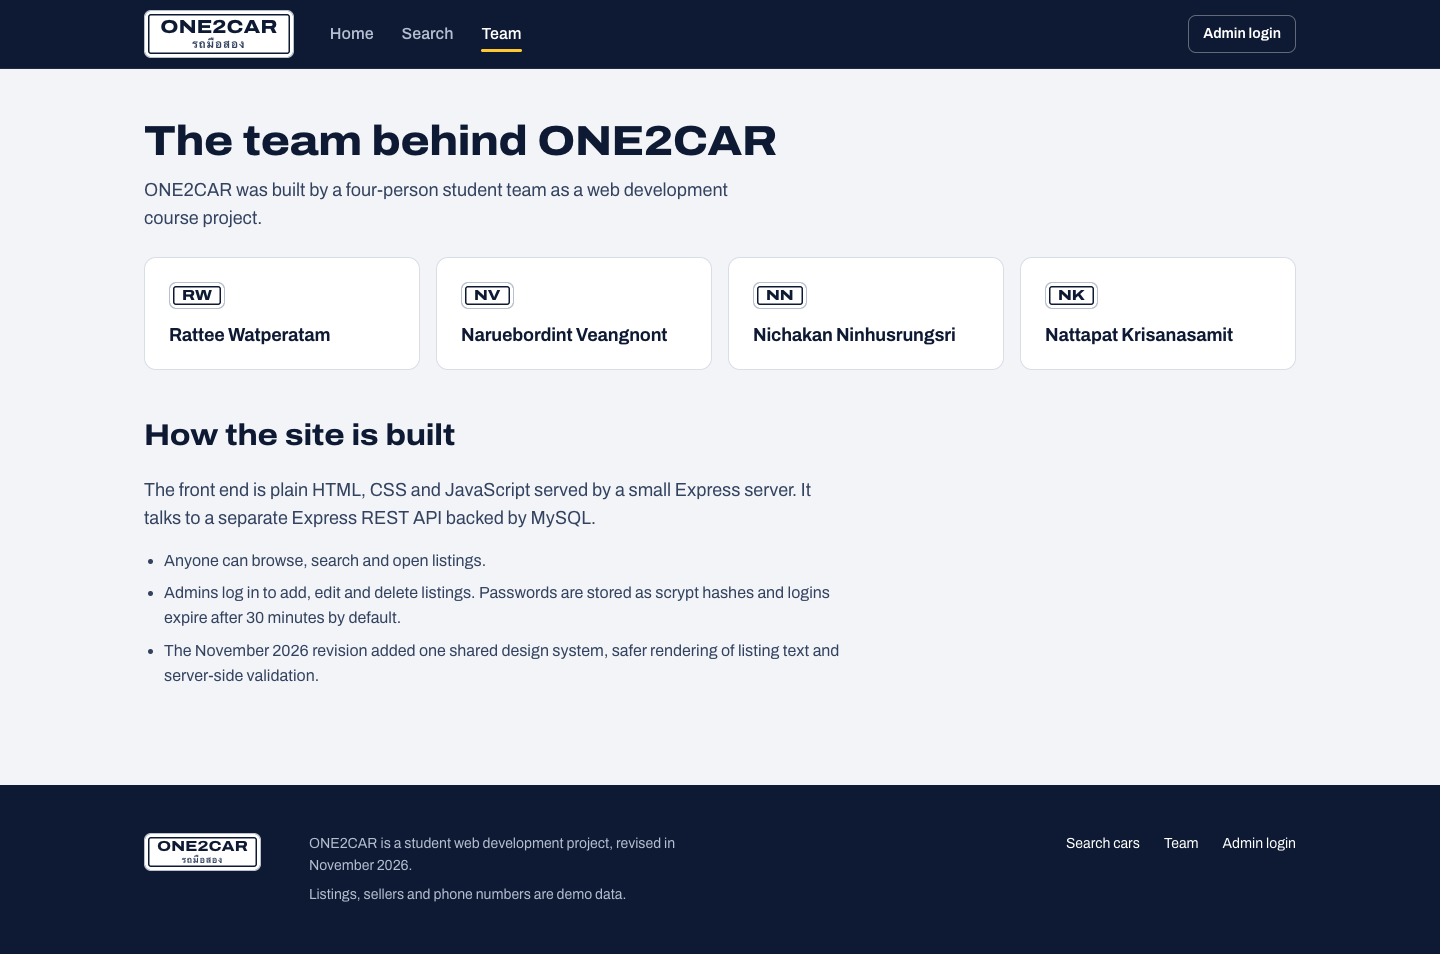 ONE2CAR
รถมือสอง
Home
Search
Team
Admin login
The team behind ONE2CAR
ONE2CAR was built by a four-person student team as a web development
course project.
RW
Rattee Watperatam
NV
Naruebordint Veangnont
NN
Nichakan Ninhusrungsri
NK
Nattapat Krisanasamit
How the site is built
The front end is plain HTML, CSS and JavaScript served by a small Express server. It
talks to a separate Express REST API backed by MySQL.
Anyone can browse, search and open listings.
Admins log in to add, edit and delete listings. Passwords are stored as scrypt hashes and logins
expire after 30 minutes by default.
The November 2026 revision added one shared design system, safer rendering of listing text and
server-side validation.
ONE2CAR
รถมือสอง
ONE2CAR is a student web development project, revised in
November 2026.
Listings, sellers and phone numbers are demo data.
Search cars
Team
Admin login